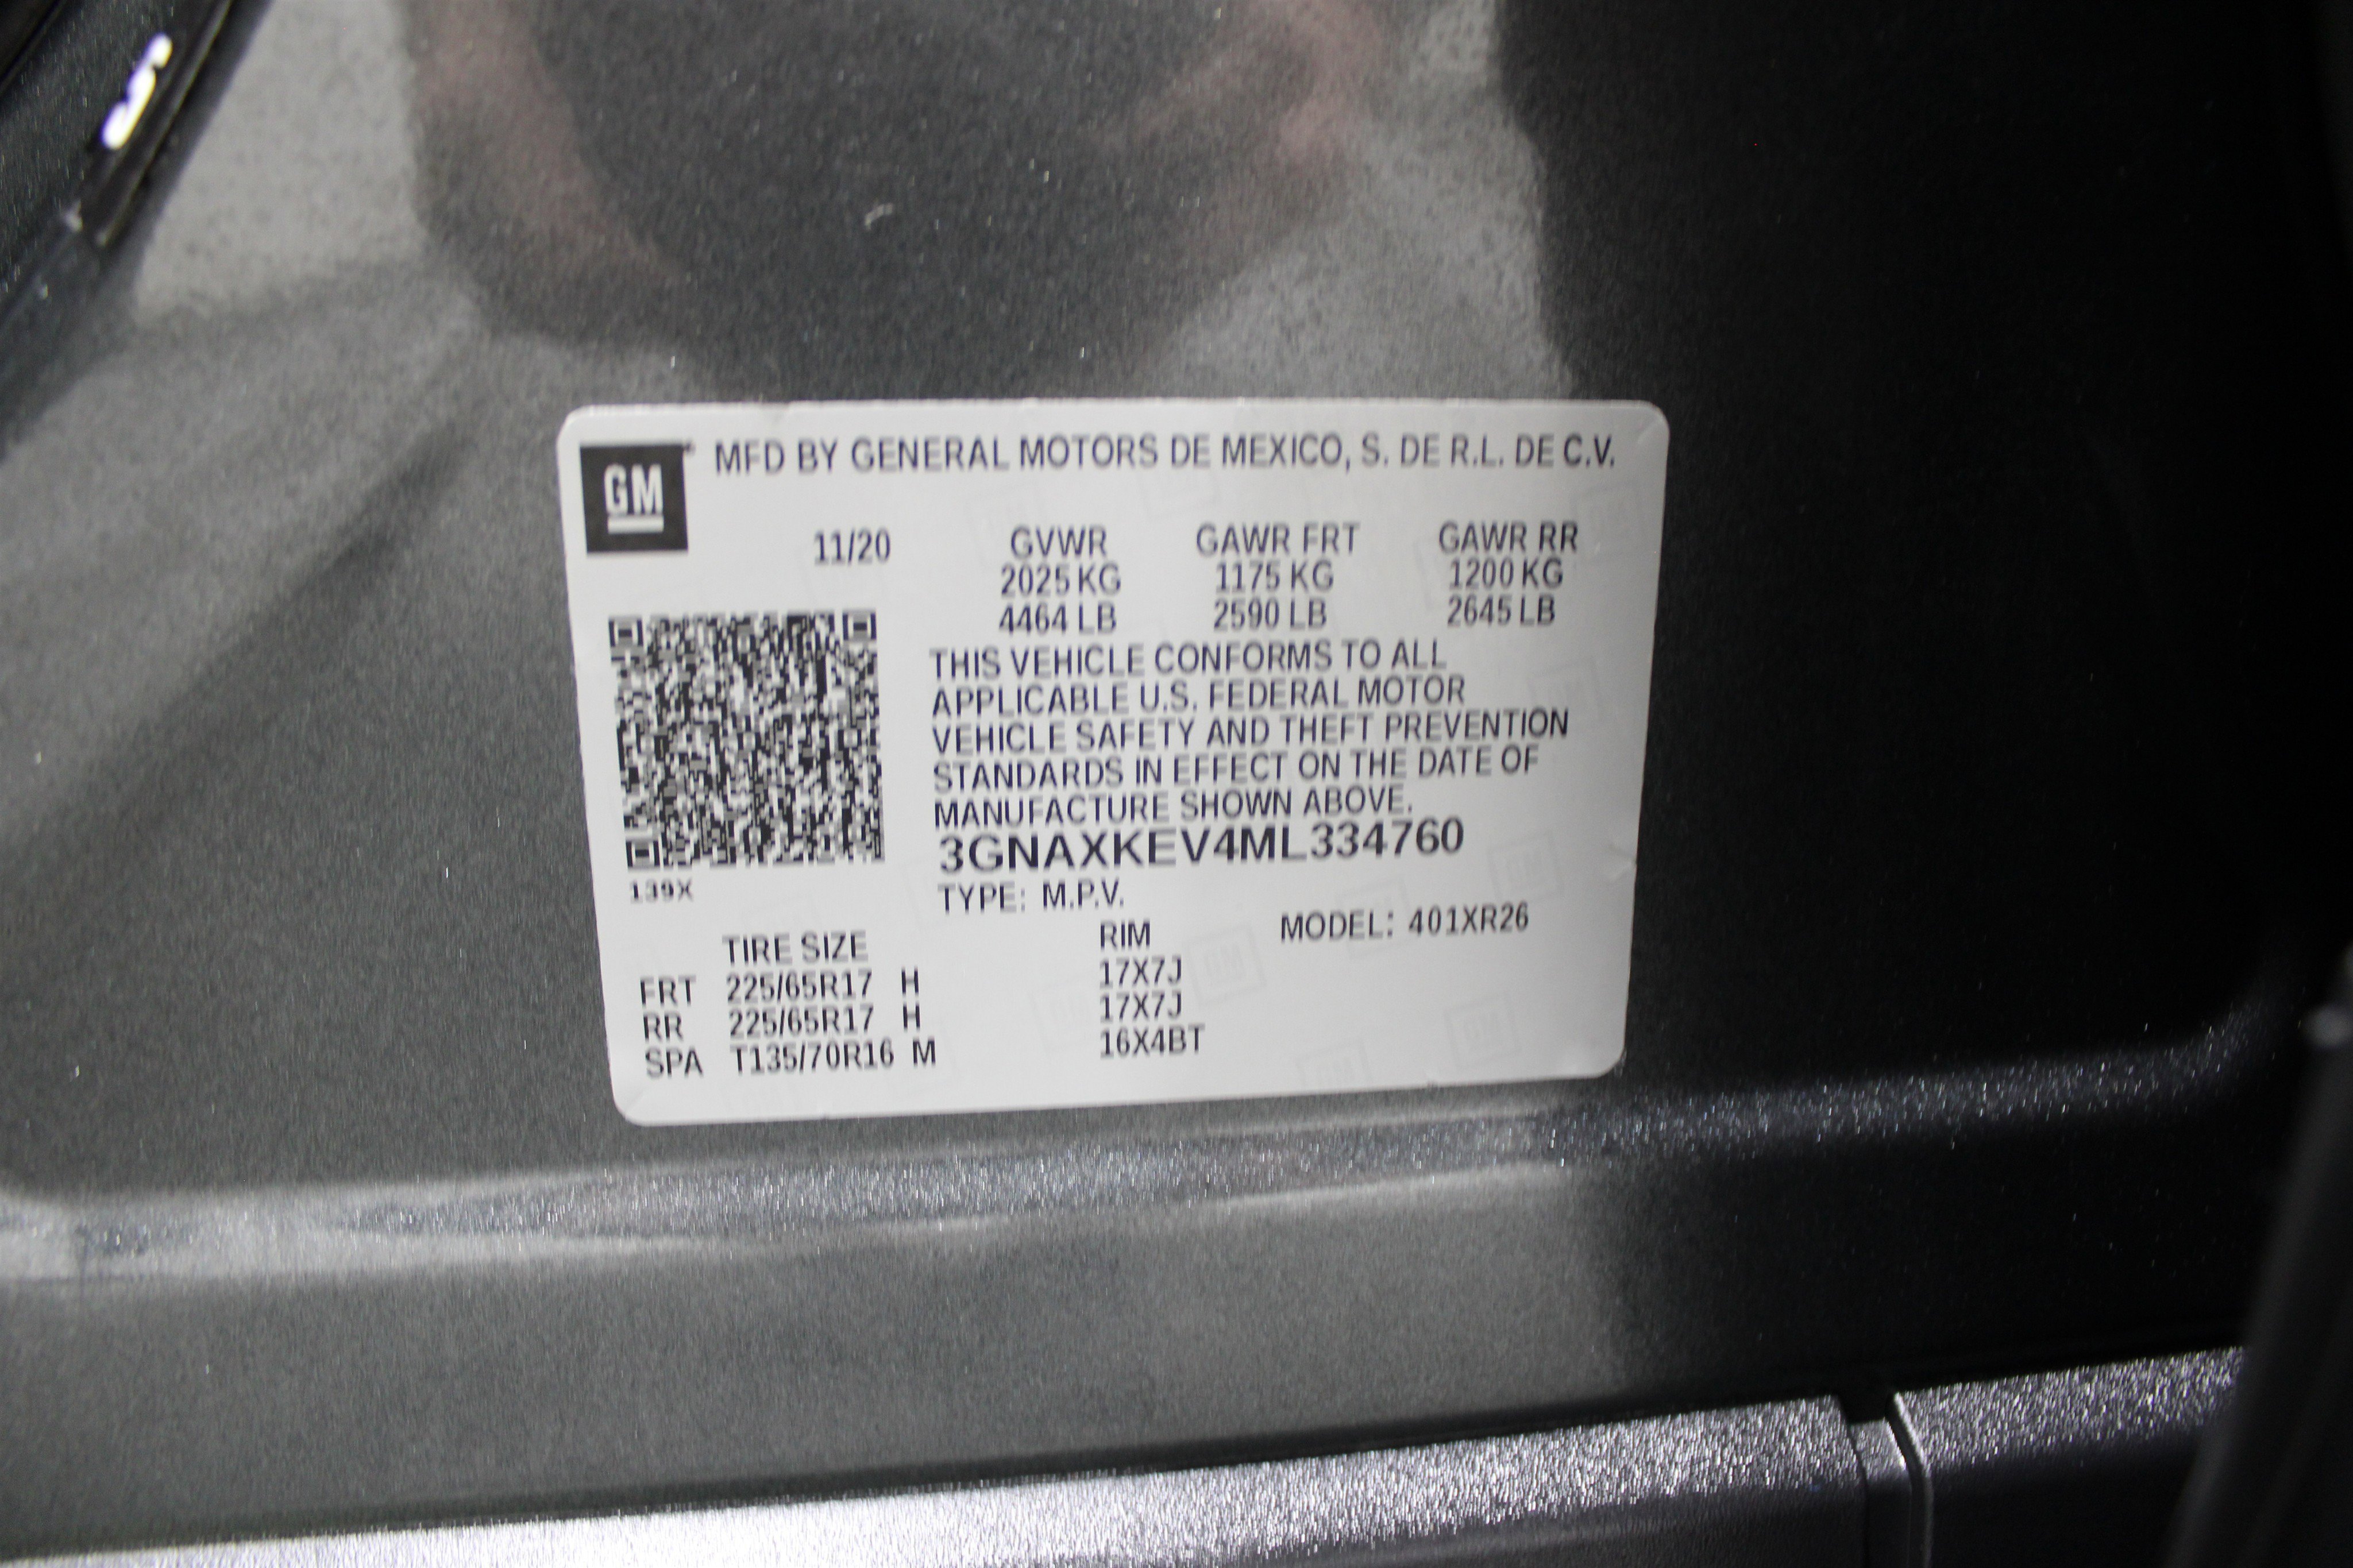 GM
MFD BY GENERAL MOTORS DE MEXICO, S. DE R.L. DE C.V.
11/20 GVWR GAWR FRT GAWR RR
2025 KG 1175 KG 1200 KG
4464 LB 2590 LB 2645 LB
THIS VEHICLE CONFORMS TO ALL
APPLICABLE U.S. FEDERAL MOTOR
VEHICLE SAFETY AND THEFT PREVENTION
STANDARDS IN EFFECT ON THE DATE OF
MANUFACTURE SHOWN ABOVE.
3GNAXKEV4ML334760
139X
TYPE: M.P.V.
MODEL: 401XR26
TIRE SIZE RIM
FRT 225/65R17 H 17X7J
RR 225/65R17 H 17X7J
SPA T135/70R16 M 16X4BT